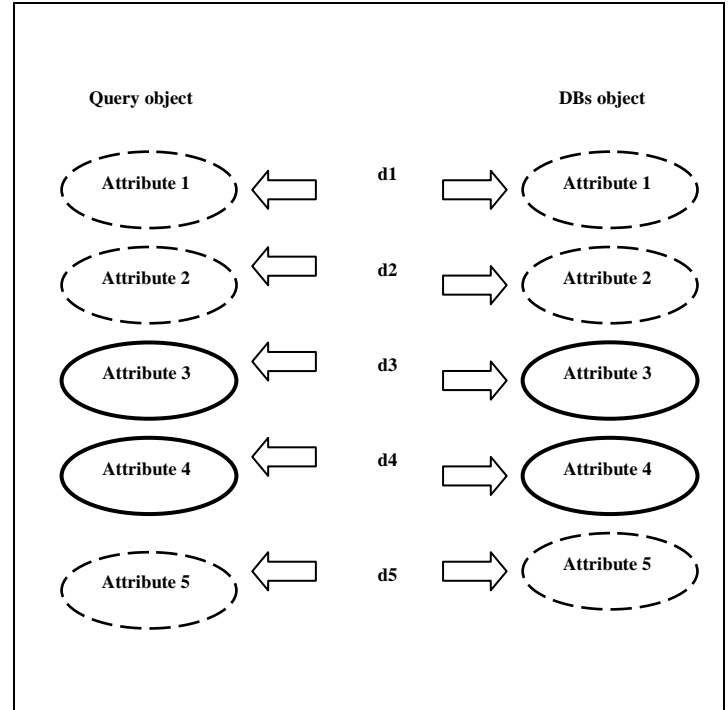 Query object DBs object
Attribute 1 d1 Attribute 1
Attribute 2 d2 Attribute 2
Attribute 3 d3 Attribute 3
Attribute 4 d4 Attribute 4
Attribute 5 d5 Attribute 5